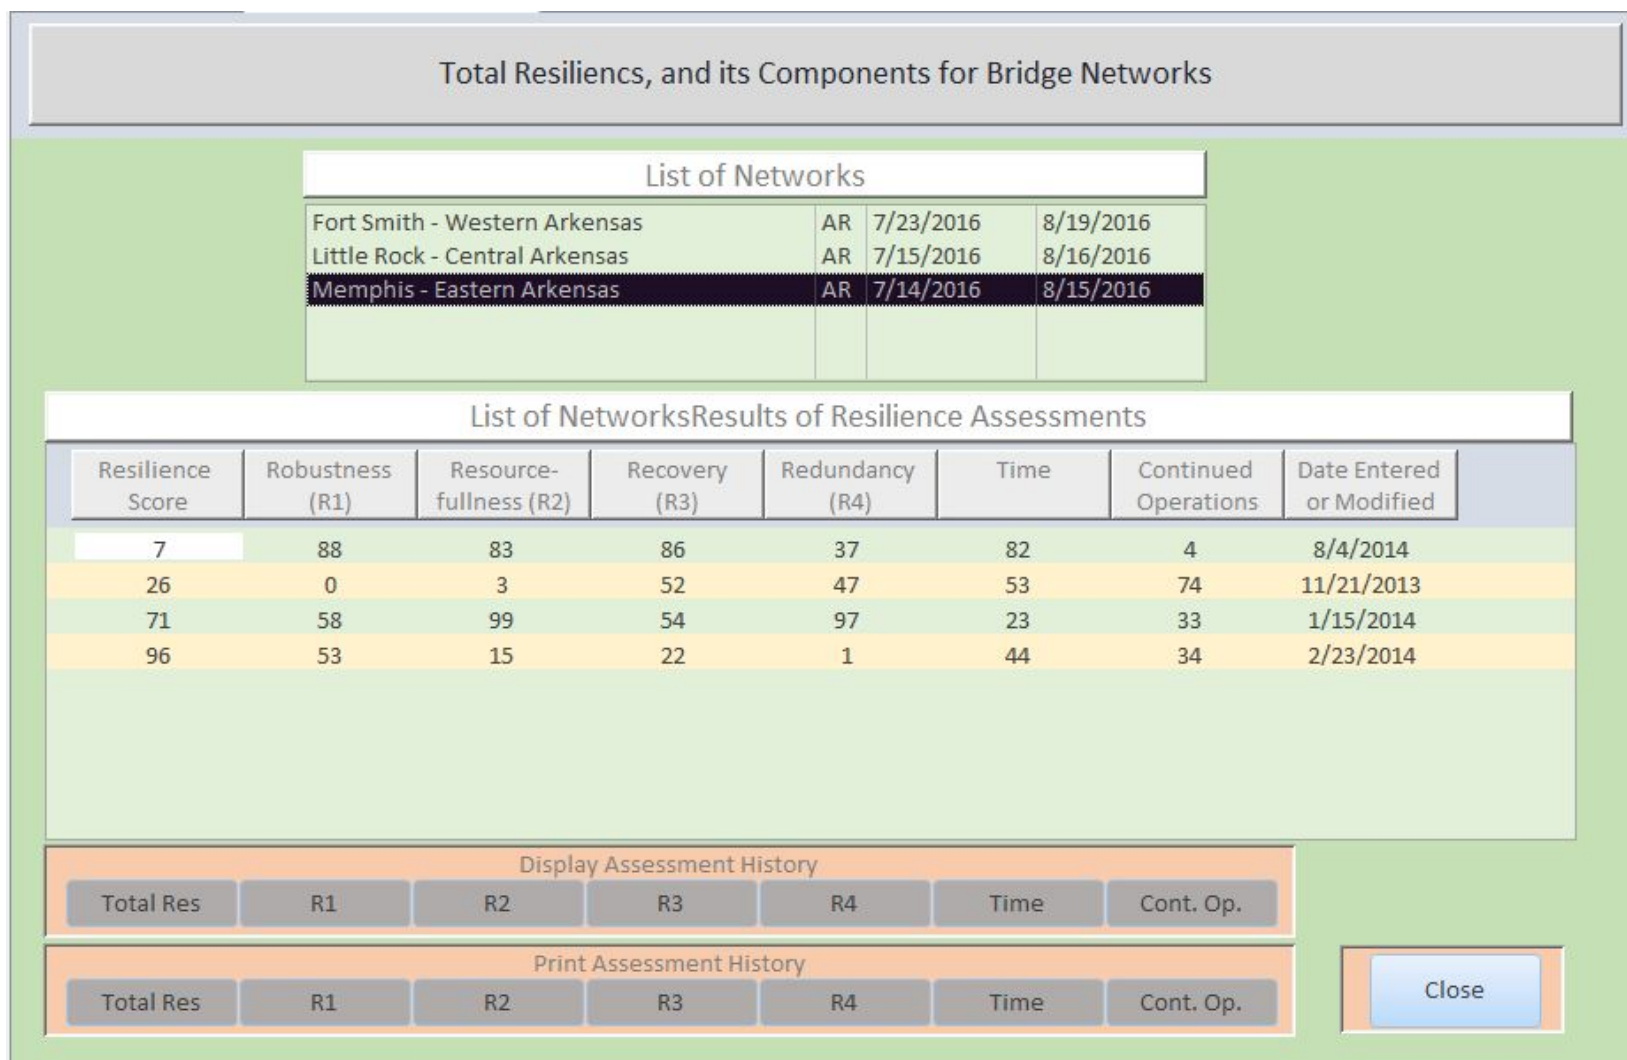 Total Resiliencs, and its Components for Bridge Networks
List of Networks
Fort Smith - Western Arkensas AR 7/23/2016 8/19/2016
Little Rock - Central Arkensas AR 7/15/2016 8/16/2016
Memphis - Eastern Arkensas AR 7/14/2016 8/15/2016
List of NetworksResults of Resilience Assessments
Resilience Robustness Resource- Recovery Redundancy Time Continued Date Entered
Score (R1) fullness (R2) (R3) (R4) Operations or Modified
7 88 83 86 37 82 4 8/4/2014
26 0 3 52 47 53 74 11/21/2013
71 58 99 54 97 23 33 1/15/2014
96 53 15 22 1 44 34 2/23/2014
Display Assessment History
Total Res R1 R2 R3 R4 Time Cont. Op.
Print Assessment History
Total Res R1 R2 R3 R4 Time Cont. Op.
Close